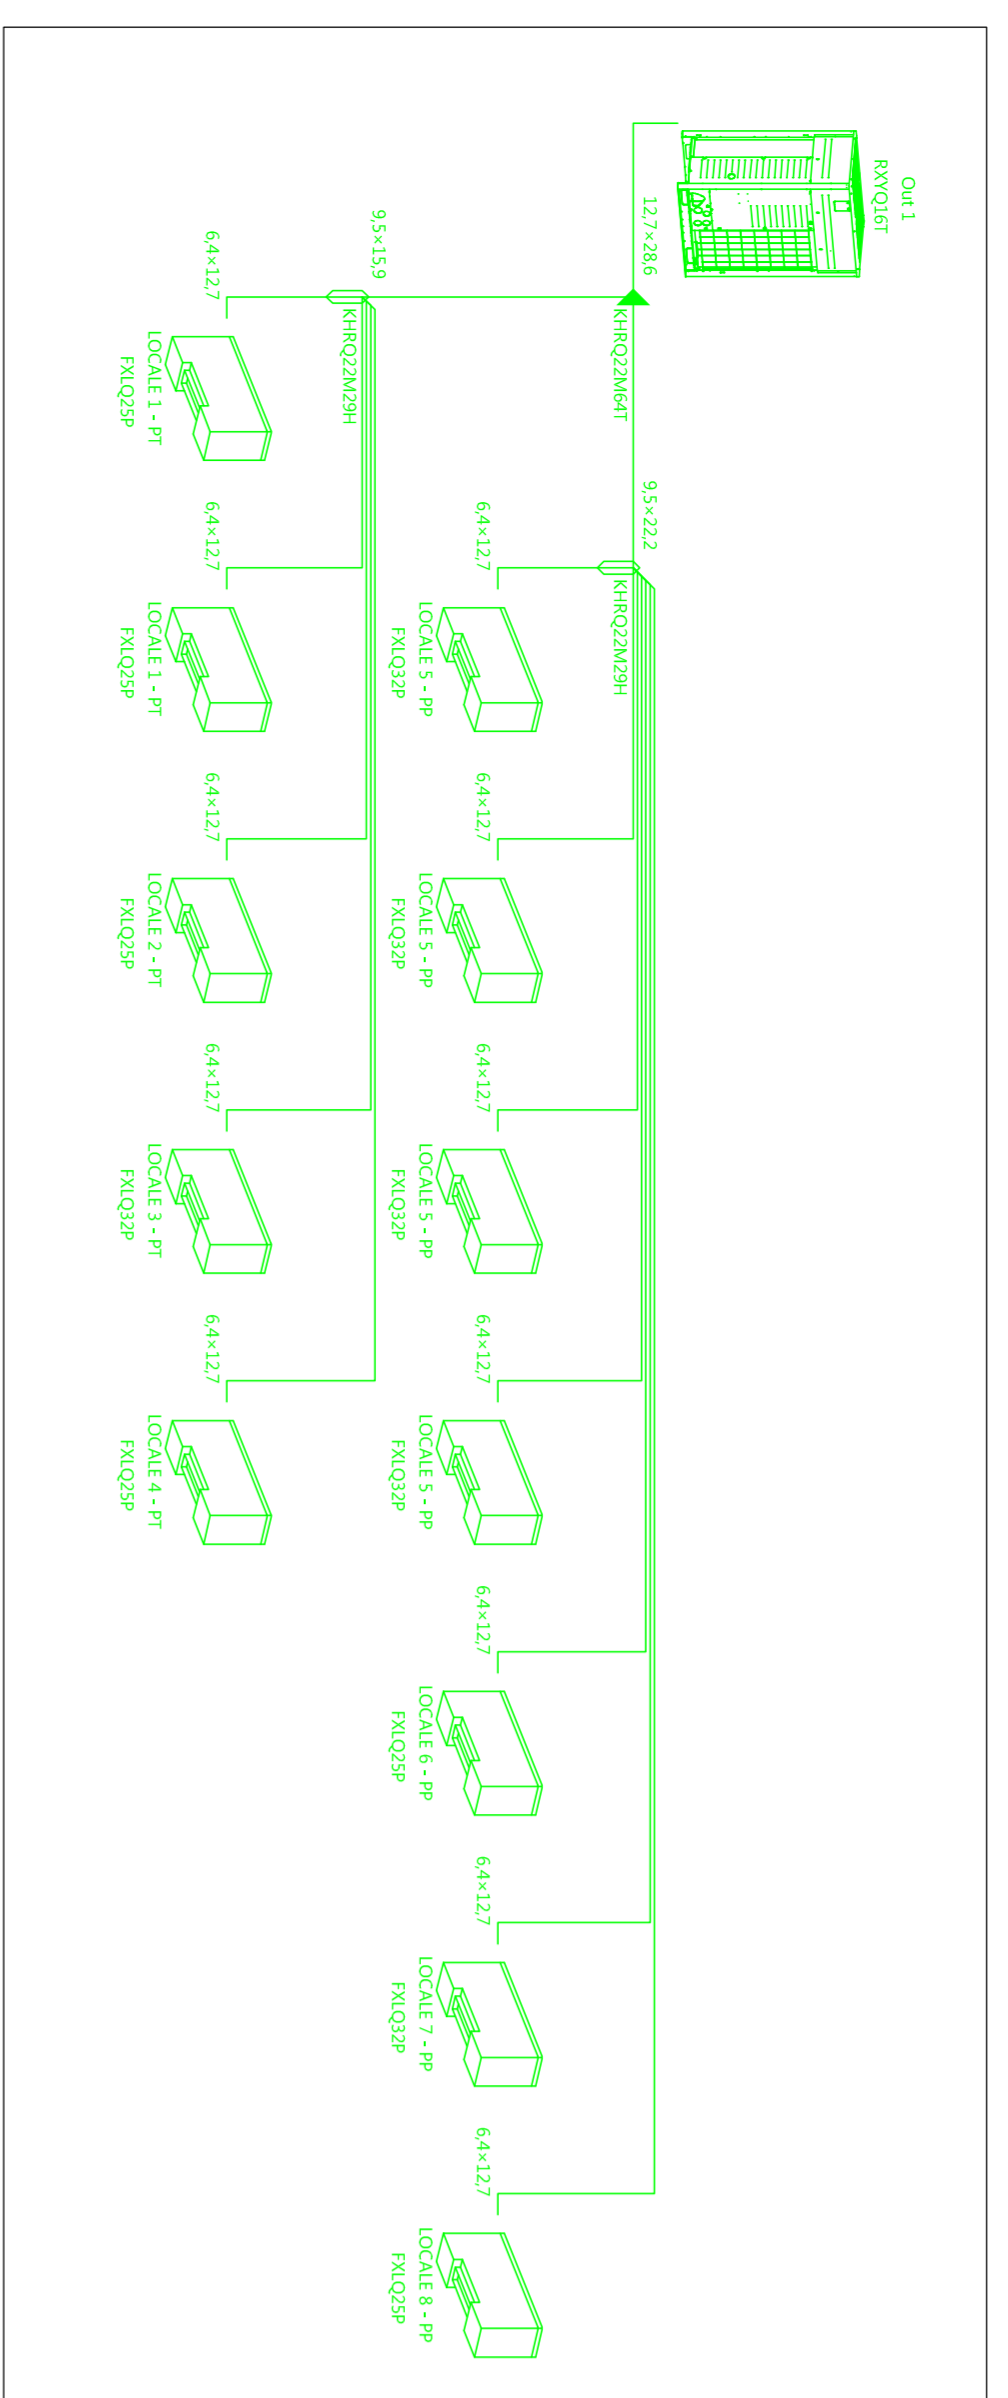 Out 1
RXYQ16T
12,7×28,6
KHRQ22M64T
9,5×22,2
KHRQ22M29H
6,4×12,7
LOCALE 5 - PP
FXLQ32P
6,4×12,7
LOCALE 5 - PP
FXLQ32P
6,4×12,7
LOCALE 5 - PP
FXLQ32P
6,4×12,7
LOCALE 5 - PP
FXLQ32P
6,4×12,7
LOCALE 6 - PP
FXLQ25P
6,4×12,7
LOCALE 7 - PP
FXLQ32P
6,4×12,7
LOCALE 8 - PP
FXLQ25P
9,5×15,9
KHRQ22M29H
6,4×12,7
LOCALE 1 - PT
FXLQ25P
6,4×12,7
LOCALE 1 - PT
FXLQ25P
6,4×12,7
LOCALE 2 - PT
FXLQ25P
6,4×12,7
LOCALE 3 - PT
FXLQ32P
6,4×12,7
LOCALE 4 - PT
FXLQ25P